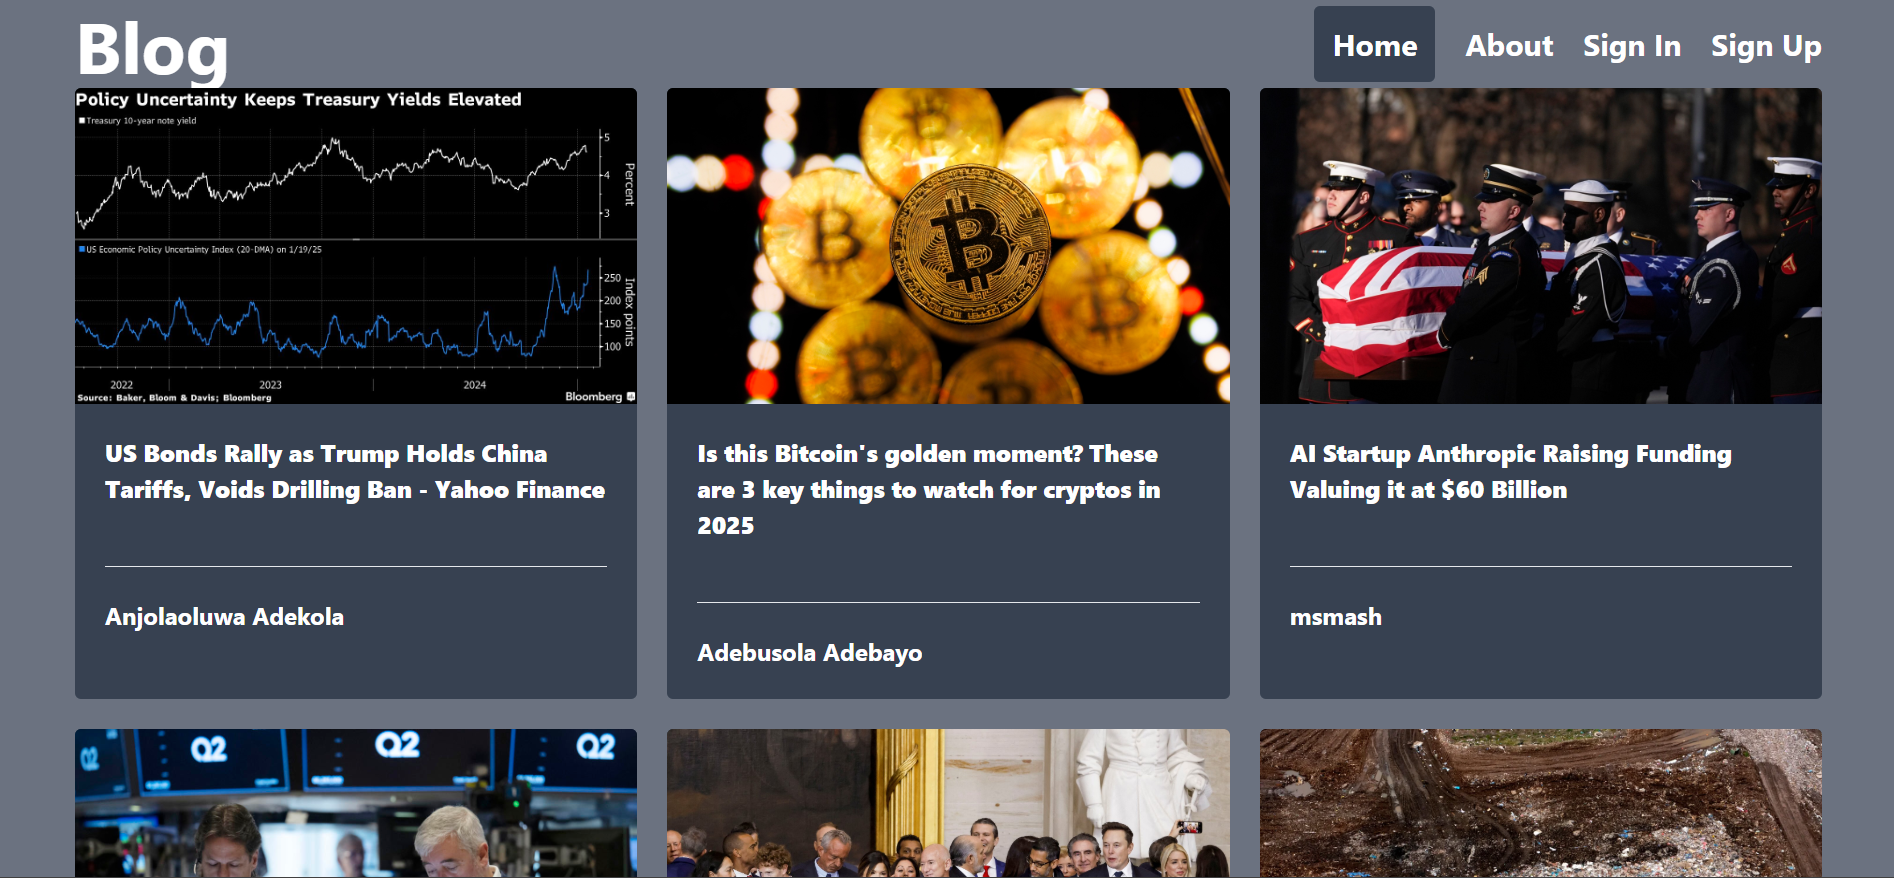 Blog
Home About Sign In Sign Up
Policy Uncertainty Keeps Treasury Yields Elevated
Treasury 10-year note yield
5
4
3
Percent
US Economic Policy Uncertainty Index (20-DMA) on 1/19/25
250
200
150
100
Index points
2022 2023 2024
Source: Baker, Bloom & Davis; Bloomberg
Bloomberg
US Bonds Rally as Trump Holds China
Tariffs, Voids Drilling Ban - Yahoo Finance
Anjolaoluwa Adekola
Is this Bitcoin's golden moment? These
are 3 key things to watch for cryptos in
2025
Adebusola Adebayo
AI Startup Anthropic Raising Funding
Valuing it at $60 Billion
msmash
Q2 Q2 Q2